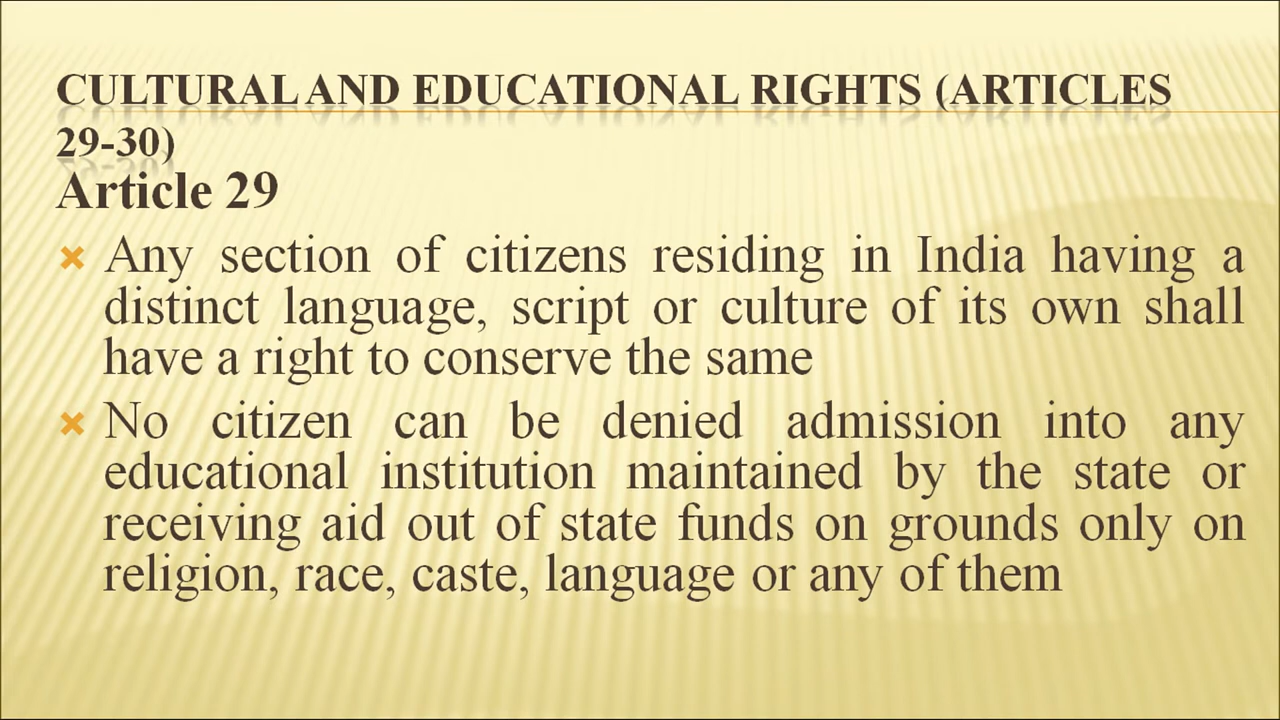 CULTURAL AND EDUCATIONAL RIGHTS (ARTICLES
29-30)
Article 29
Any section of citizens residing in India having a
distinct language, script or culture of its own shall
have a right to conserve the same
No citizen can be denied admission into any
educational institution maintained by the state or
receiving aid out of state funds on grounds only on
religion, race, caste, language or any of them